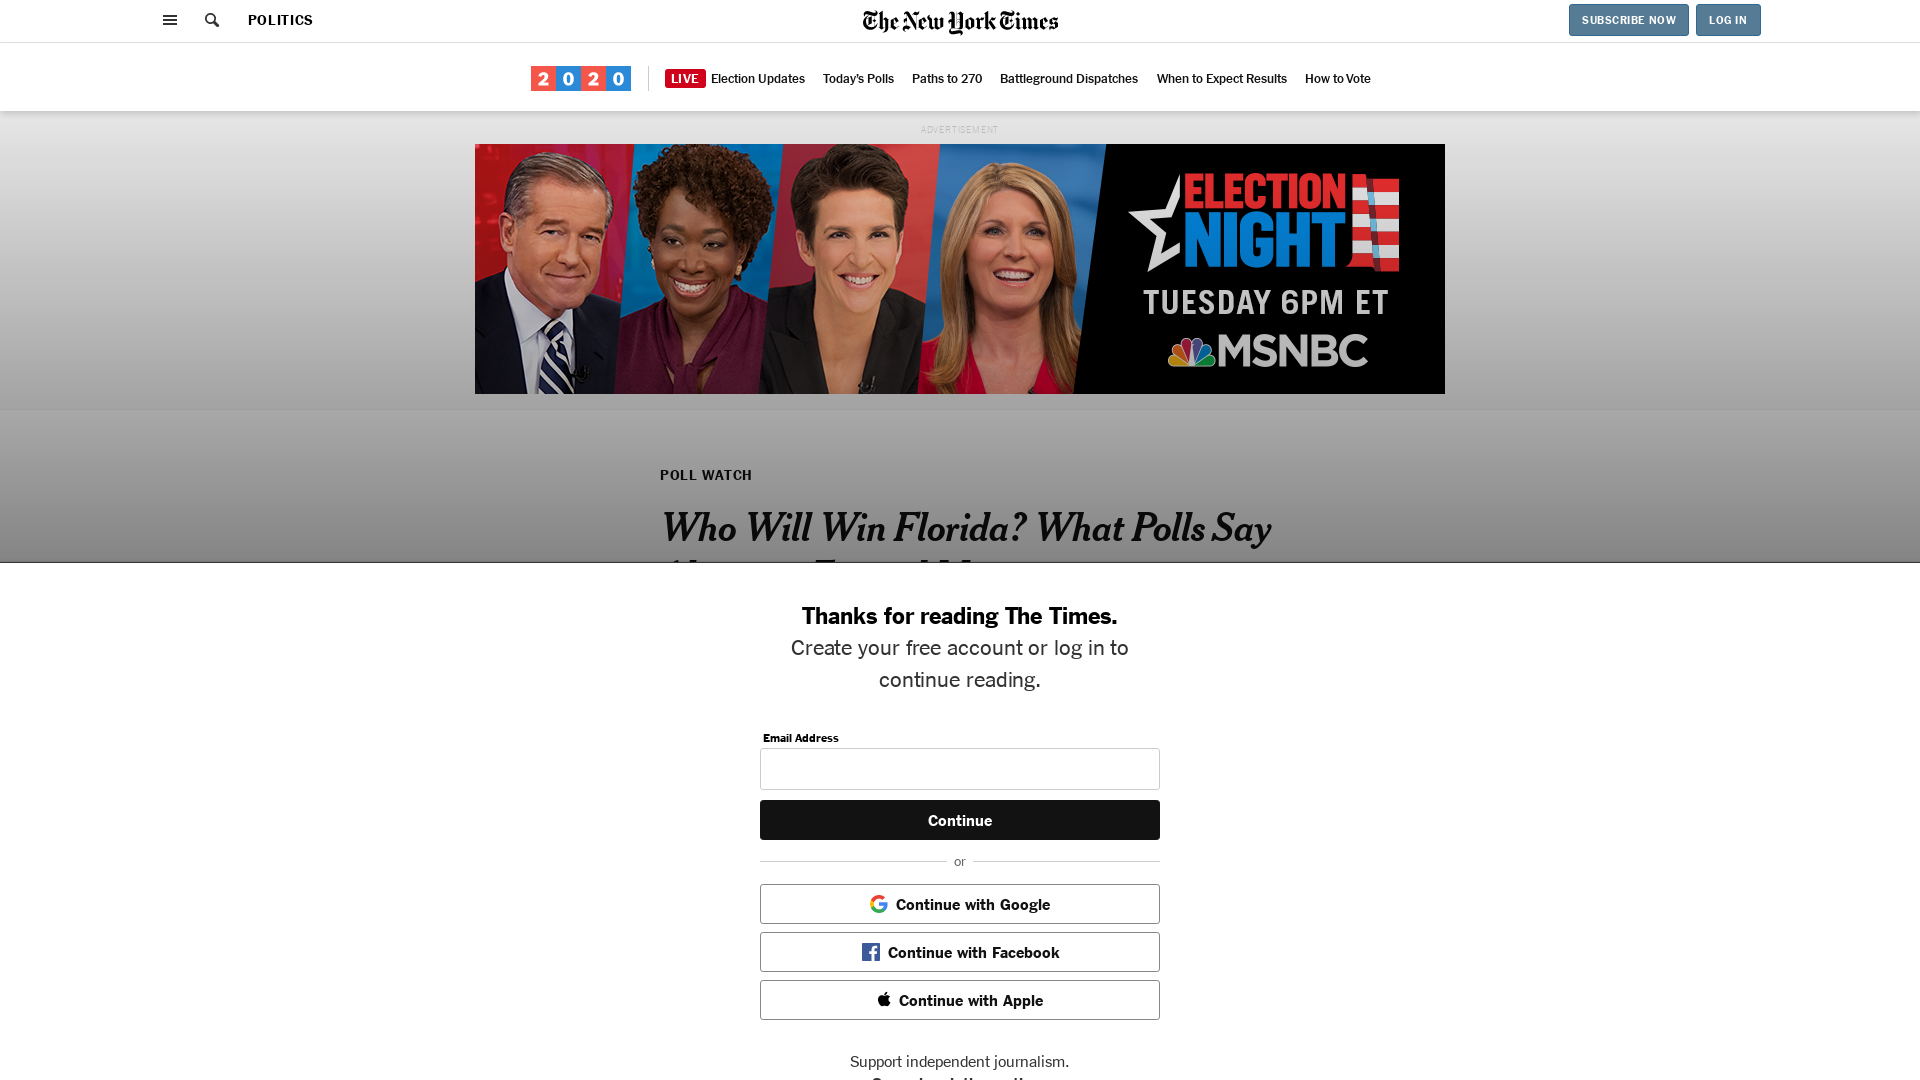 POLITICS
The New York Times
SUBSCRIBE NOW
LOG IN
2020
LIVE Election Updates
Today's Polls
Paths to 270
Battleground Dispatches
When to Expect Results
How to Vote
ADVERTISEMENT
ELECTION
NIGHT
TUESDAY 6PM ET
MSNBC
POLL WATCH
Who Will Win Florida? What Polls Say
Thanks for reading The Times.
Create your free account or log in to
continue reading.
Email Address
Continue
or
Continue with Google
Continue with Facebook
Continue with Apple
Support independent journalism.